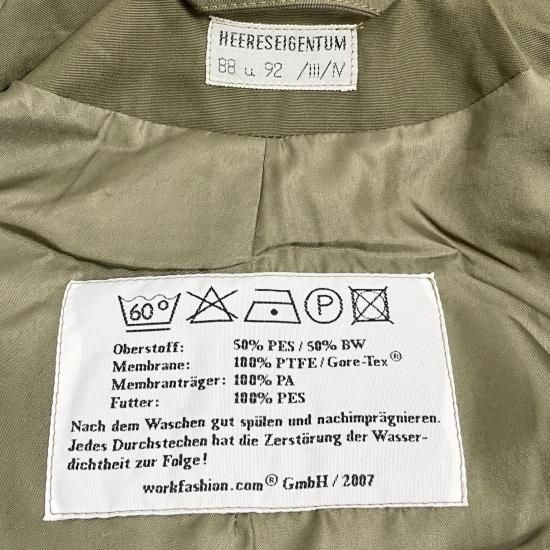 HEERESEIGENTUM
88 u 92 /III/IV
60°
P
Oberstoff: 50% PES / 50% BW
Membrane: 100% PTFE / Gore-Tex®
Membranträger: 100% PA
Futter: 100% PES
Nach dem Waschen gut spülen und nachimprägnieren.
Jedes Durchstechen hat die Zerstörung der Wasser-
dichtheit zur Folge!
workfashion.com® GmbH / 2007